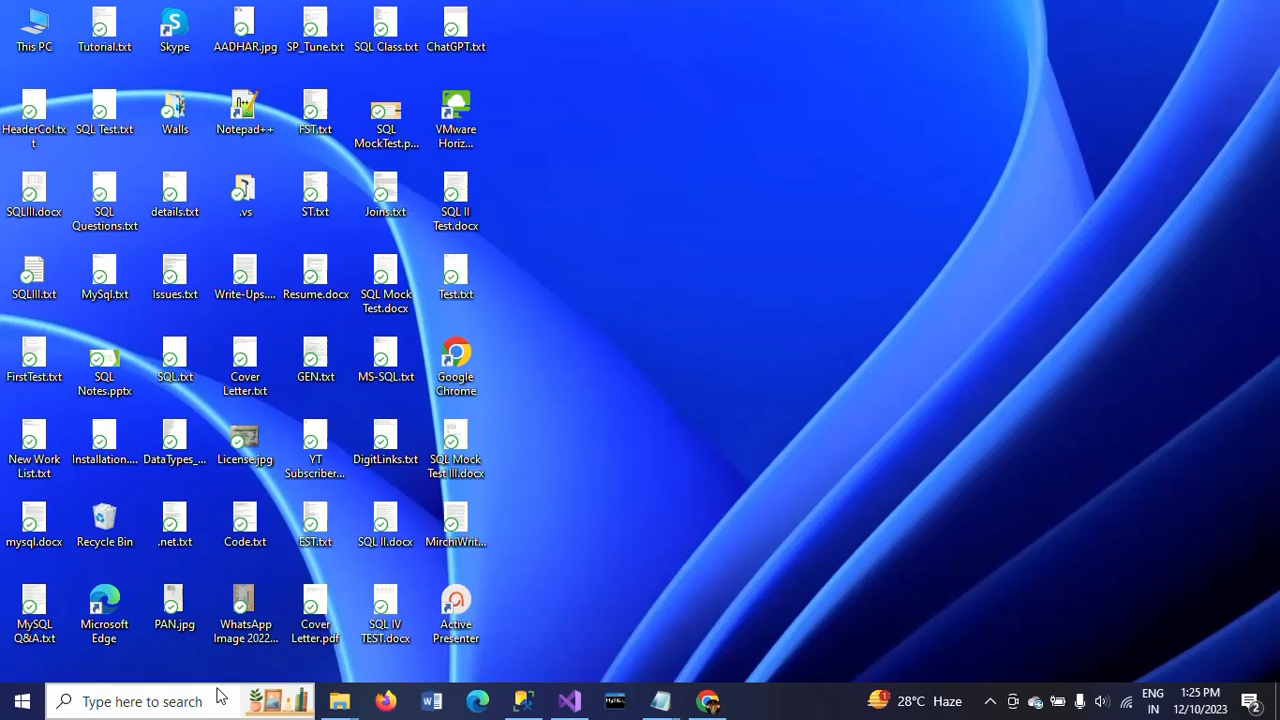 This PC
Tutorial.txt
Skype
AADHAR.jpg
SP_Tune.txt
SQL Class.txt
ChatGPT.txt
HeaderCol.tx
t
SQL Test.txt
Walls
Notepad++
FST.txt
SQL
MockTest.p...
VMware
Horiz...
SQLIII.docx
SQL
Questions.txt
details.txt
.vs
ST.txt
Joins.txt
SQL II
Test.docx
SQLIII.txt
MySql.txt
Issues.txt
Write-Ups....
Resume.docx
SQL Mock
Test.docx
Test.txt
FirstTest.txt
SQL
Notes.pptx
SQL.txt
Cover
Letter.txt
GEN.txt
MS-SQL.txt
Google
Chrome
New Work
List.txt
Installation....
DataTypes_...
License.jpg
YT
Subscriber...
DigitLinks.txt
SQL Mock
Test III.docx
mysql.docx
Recycle Bin
.net.txt
Code.txt
EST.txt
SQL II.docx
MirchiWrit...
MySQL
Q&A.txt
Microsoft
Edge
PAN.jpg
WhatsApp
Image 2022...
Cover
Letter.pdf
SQL IV
TEST.docx
Active
Presenter
Type here to search
28°C Haze
ENG
IN
1:25 PM
12/10/2023
2